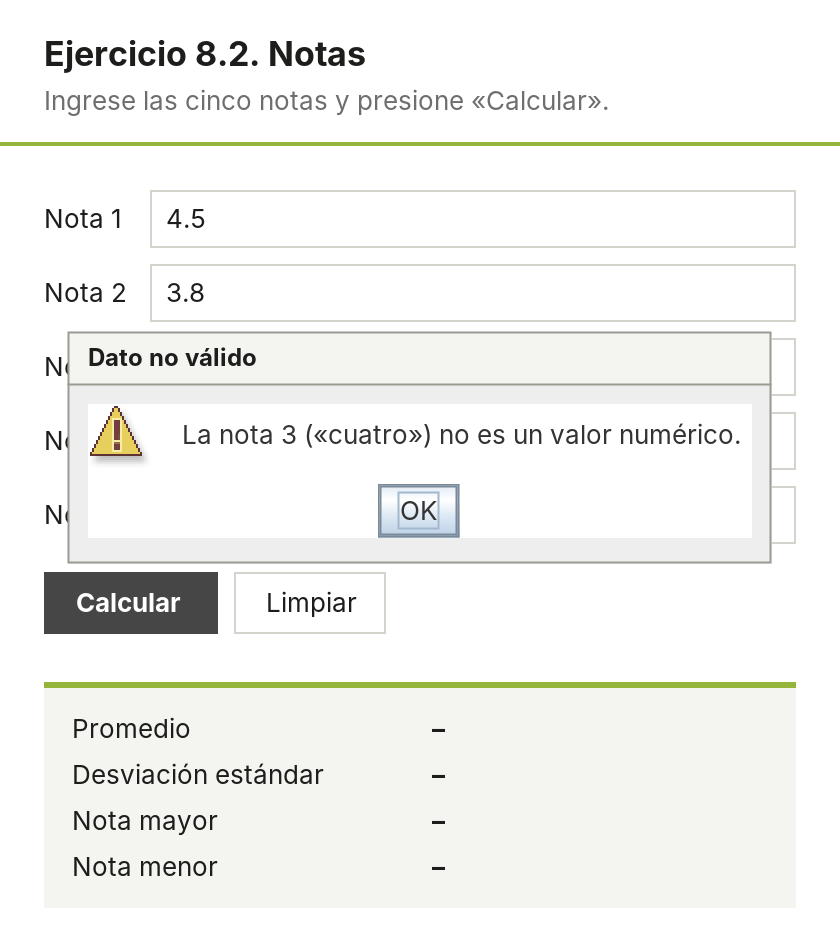 Ejercicio 8.2. Notas
Ingrese las cinco notas y presione «Calcular».
Nota 1 4.5
Nota 2 3.8
Dato no válido
La nota 3 («cuatro») no es un valor numérico.
OK
Calcular Limpiar
Promedio –
Desviación estándar –
Nota mayor –
Nota menor –